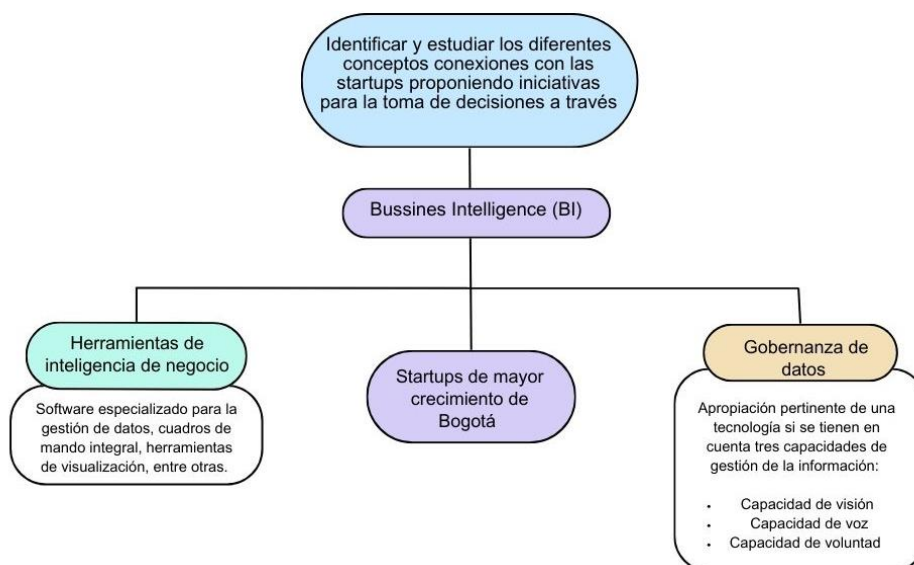 Identificar y estudiar los diferentes
conceptos conexiones con las
startups proponiendo iniciativas
para la toma de decisiones a través
Bussines Intelligence (BI)
Herramientas de
inteligencia de negocio
Software especializado para la
gestión de datos, cuadros de
mando integral, herramientas
de visualización, entre otras.
Startups de mayor
crecimiento de
Bogotá
Gobernanza de
datos
Apropiación pertinente de una
tecnología si se tienen en
cuenta tres capacidades de
gestión de la información:
• Capacidad de visión
• Capacidad de voz
• Capacidad de voluntad